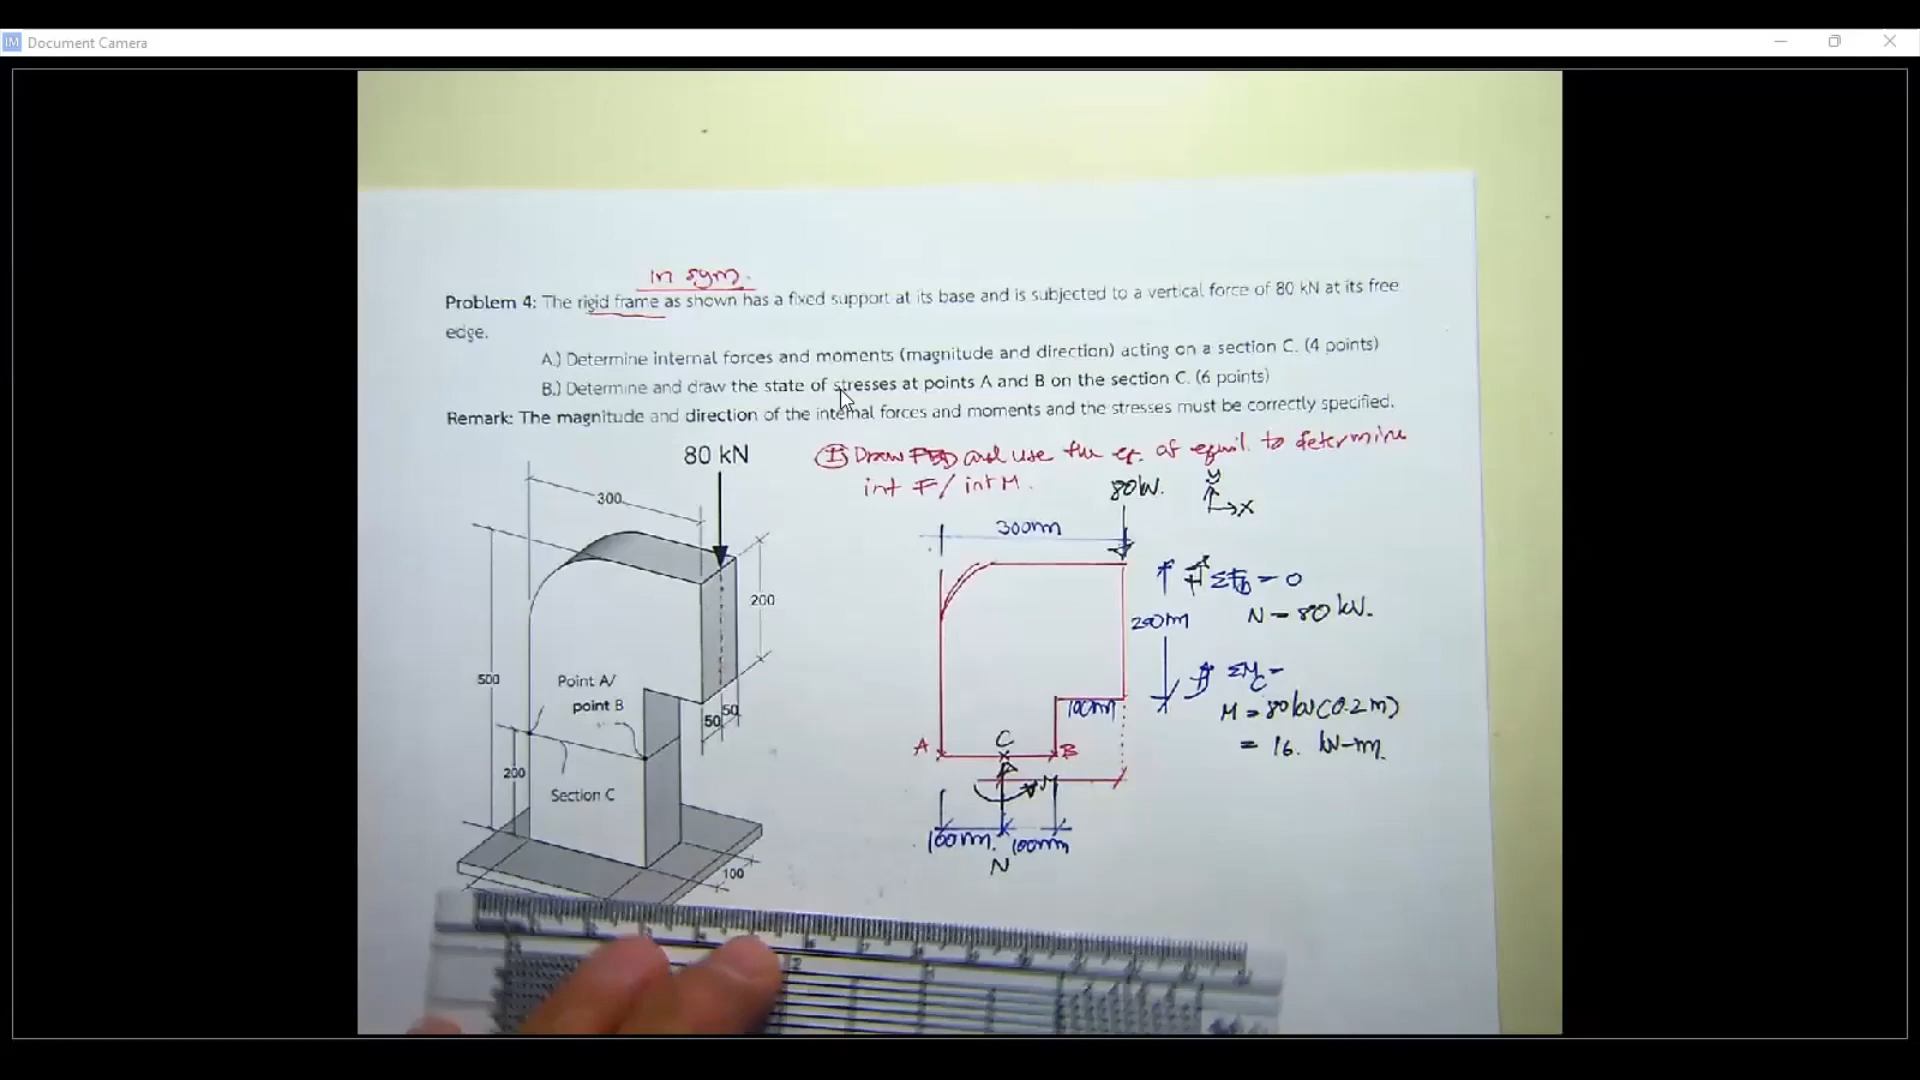 Document Camera
in sym.
Problem 4: The rigid frame as shown has a fixed support at its base and is subjected to a vertical force of 80 kN at its free
edge.
A.) Determine internal forces and moments (magnitude and direction) acting on a section C. (4 points)
B.) Determine and draw the state of stresses at points A and B on the section C. (6 points)
Remark: The magnitude and direction of the internal forces and moments and the stresses must be correctly specified.
80 kN
300
200
500
Point A/
point B
50
50
200
Section C
100
① Draw FBD and use the eq. of equil. to determine
int F / int M.
80kN.
y
x
300mm
200mm
100mm
A
C
B
M
100mm.
100mm
N
= 0
N = 80 kN.
ΣMc =
M = 80kN(0.2m)
= 16. kN-m.